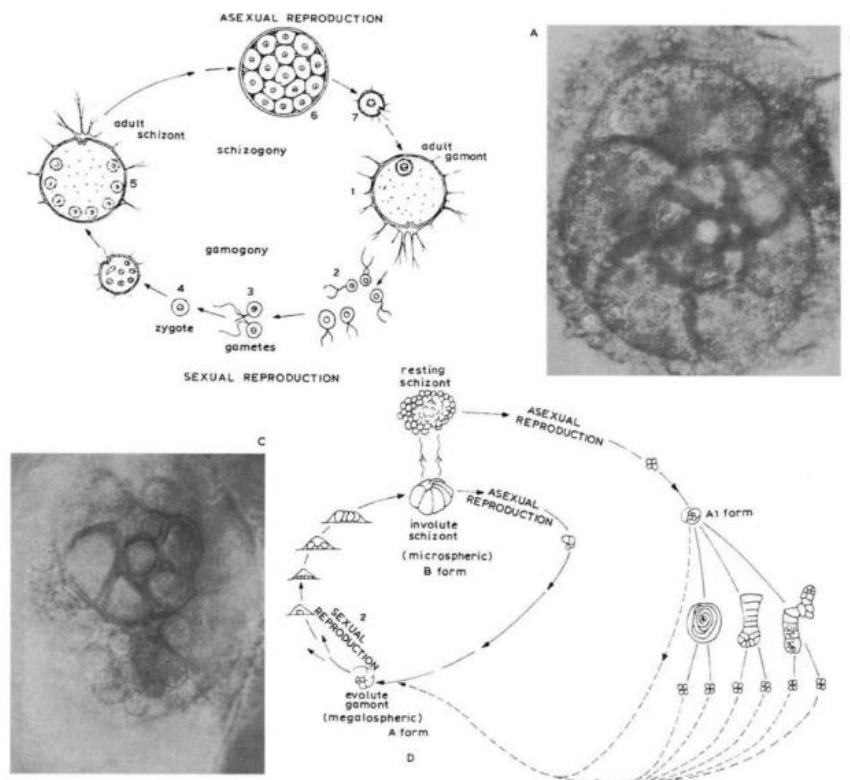 ASEXUAL REPRODUCTION
A
6
7
adult
schizont
schizogony
adult
gamont
5
1
gamogony
2
4
3
zygote
gametes
SEXUAL REPRODUCTION
resting
schizont
C
ASEXUAL
REPRODUCTION
ASEXUAL
REPRODUCTION
A1 form
involute
schizont
(microspheric)
B form
2
SEXUAL
REPRODUCTION
evolute
gamont
(megalospheric)
A form
D